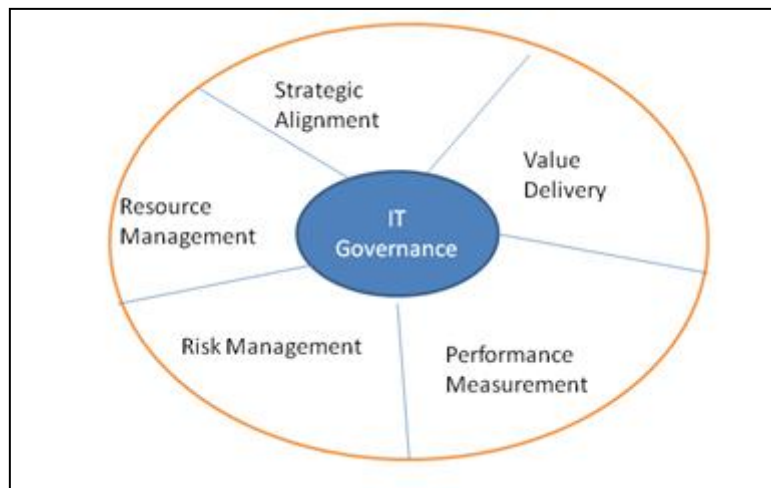 Strategic
Alignment
Value
Delivery
Resource
Management
IT
Governance
Risk Management
Performance
Measurement